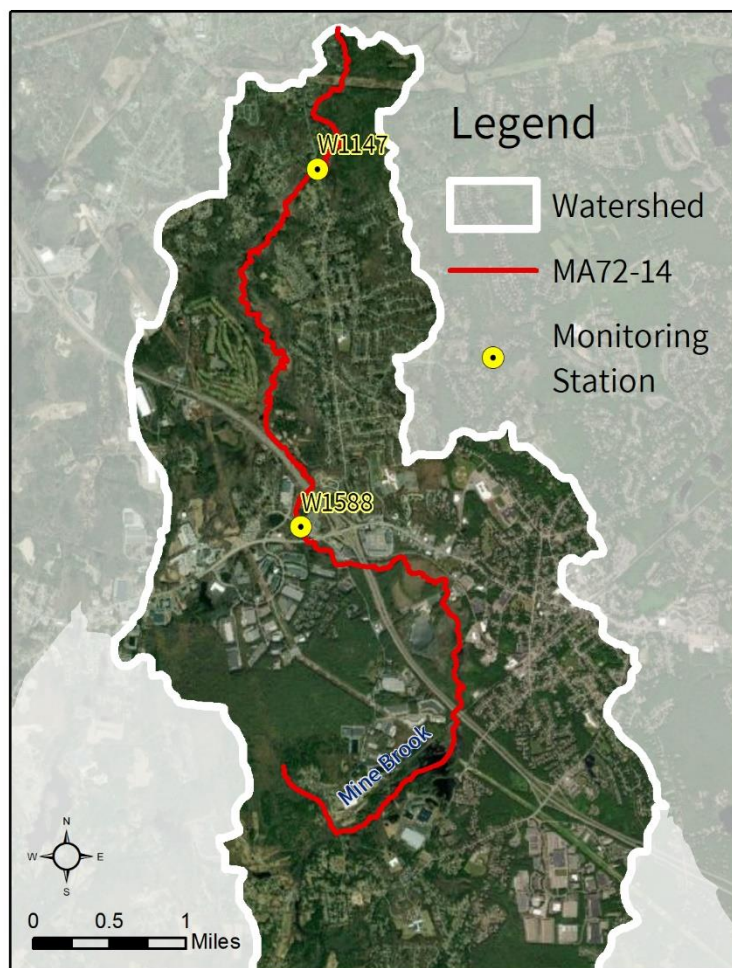 Legend
W1147
Watershed
MA72-14
Monitoring
Station
W1588
Mine Brook
N
W E
S
0 0.5 1
Miles